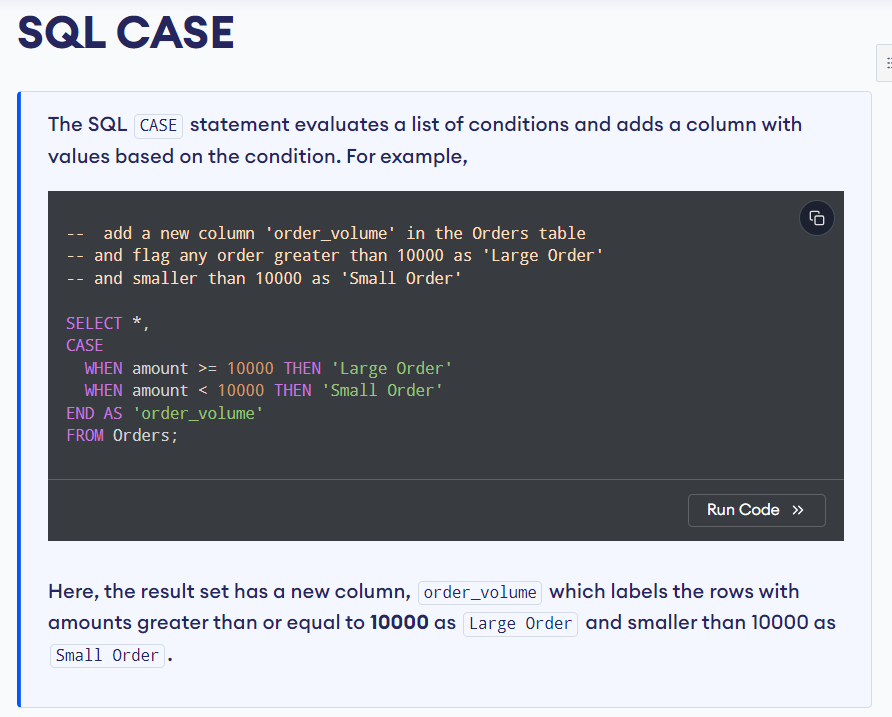 SQL CASE
The SQL CASE statement evaluates a list of conditions and adds a column with
values based on the condition. For example,
--  add a new column 'order_volume' in the Orders table
-- and flag any order greater than 10000 as 'Large Order'
-- and smaller than 10000 as 'Small Order'
SELECT *,
CASE
  WHEN amount >= 10000 THEN 'Large Order'
  WHEN amount < 10000 THEN 'Small Order'
END AS 'order_volume'
FROM Orders;
Run Code »
Here, the result set has a new column, order_volume which labels the rows with
amounts greater than or equal to 10000 as Large Order and smaller than 10000 as
Small Order .